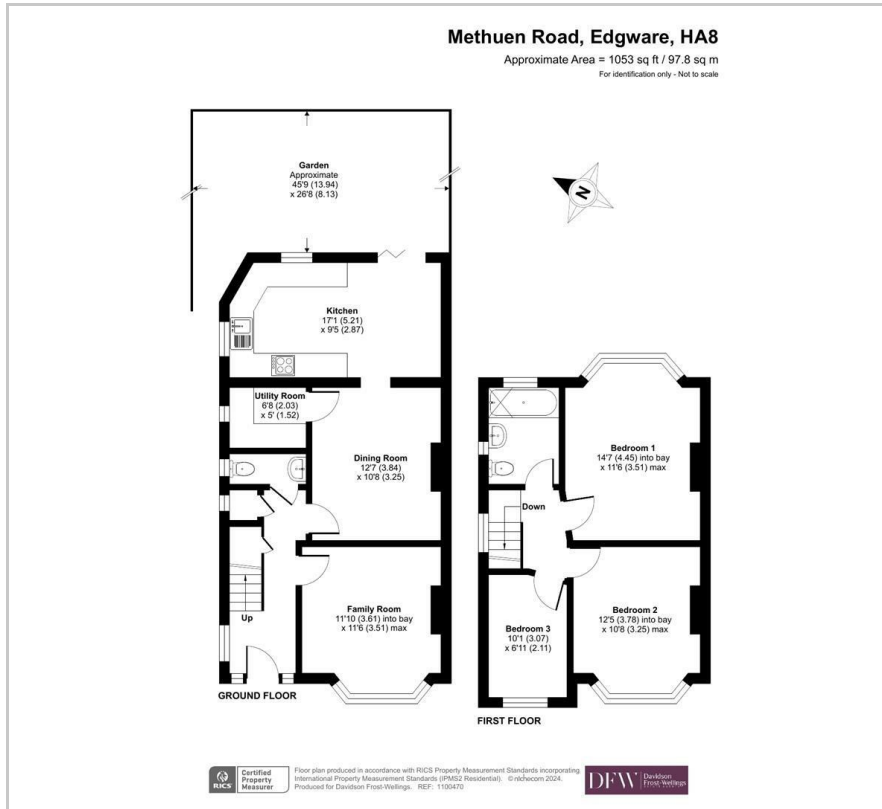 Methuen Road, Edgware, HA8
Approximate Area = 1053 sq ft / 97.8 sq m
For identification only - Not to scale
Garden
Approximate
45'9 (13.94)
x 26'8 (8.13)
N
Kitchen
17'1 (5.21)
x 9'5 (2.87)
Utility Room
6'8 (2.03)
x 5' (1.52)
Dining Room
12'7 (3.84)
x 10'8 (3.25)
Family Room
11'10 (3.61) into bay
x 11'6 (3.51) max
Up
GROUND FLOOR
Bedroom 1
14'7 (4.45) into bay
x 11'6 (3.51) max
Down
Bedroom 2
12'5 (3.78) into bay
x 10'8 (3.25) max
Bedroom 3
10'1 (3.07)
x 6'11 (2.11)
FIRST FLOOR
RICS
Certified
Property
Measurer
Floor plan produced in accordance with RICS Property Measurement Standards incorporating
International Property Measurement Standards (IPMS2 Residential). © nichecom 2024.
Produced for Davidson Frost-Wellings. REF: 1100470
DFW
Davidson
Frost-Wellings